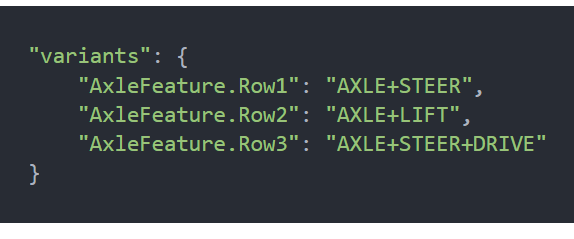 "variants": {
    "AxleFeature.Row1": "AXLE+STEER",
    "AxleFeature.Row2": "AXLE+LIFT",
    "AxleFeature.Row3": "AXLE+STEER+DRIVE"
}